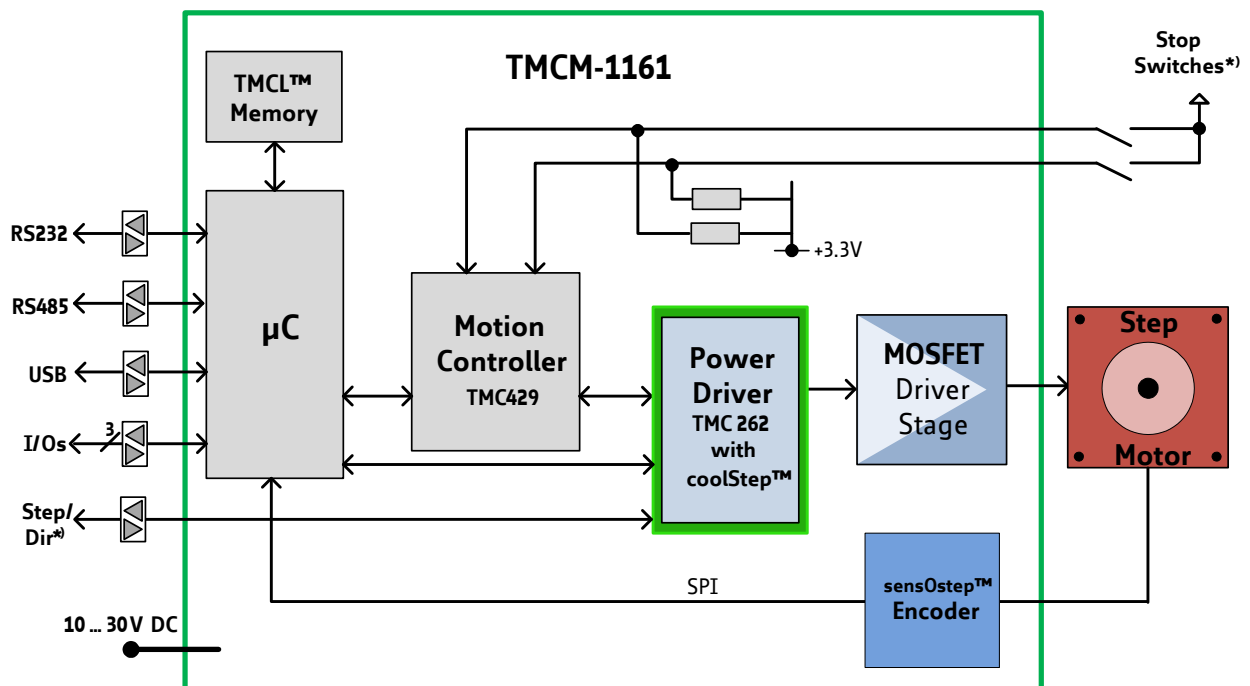 TMCM-1161
Stop
Switches*)
TMCL™
Memory
RS232
RS485
USB
3
I/Os
Step/
Dir*)
10 ... 30V DC
µC
+3.3V
Motion
Controller
TMC429
Power
Driver
TMC 262
with
coolStep™
MOSFET
Driver
Stage
Step
Motor
SPI
sensOstep™
Encoder